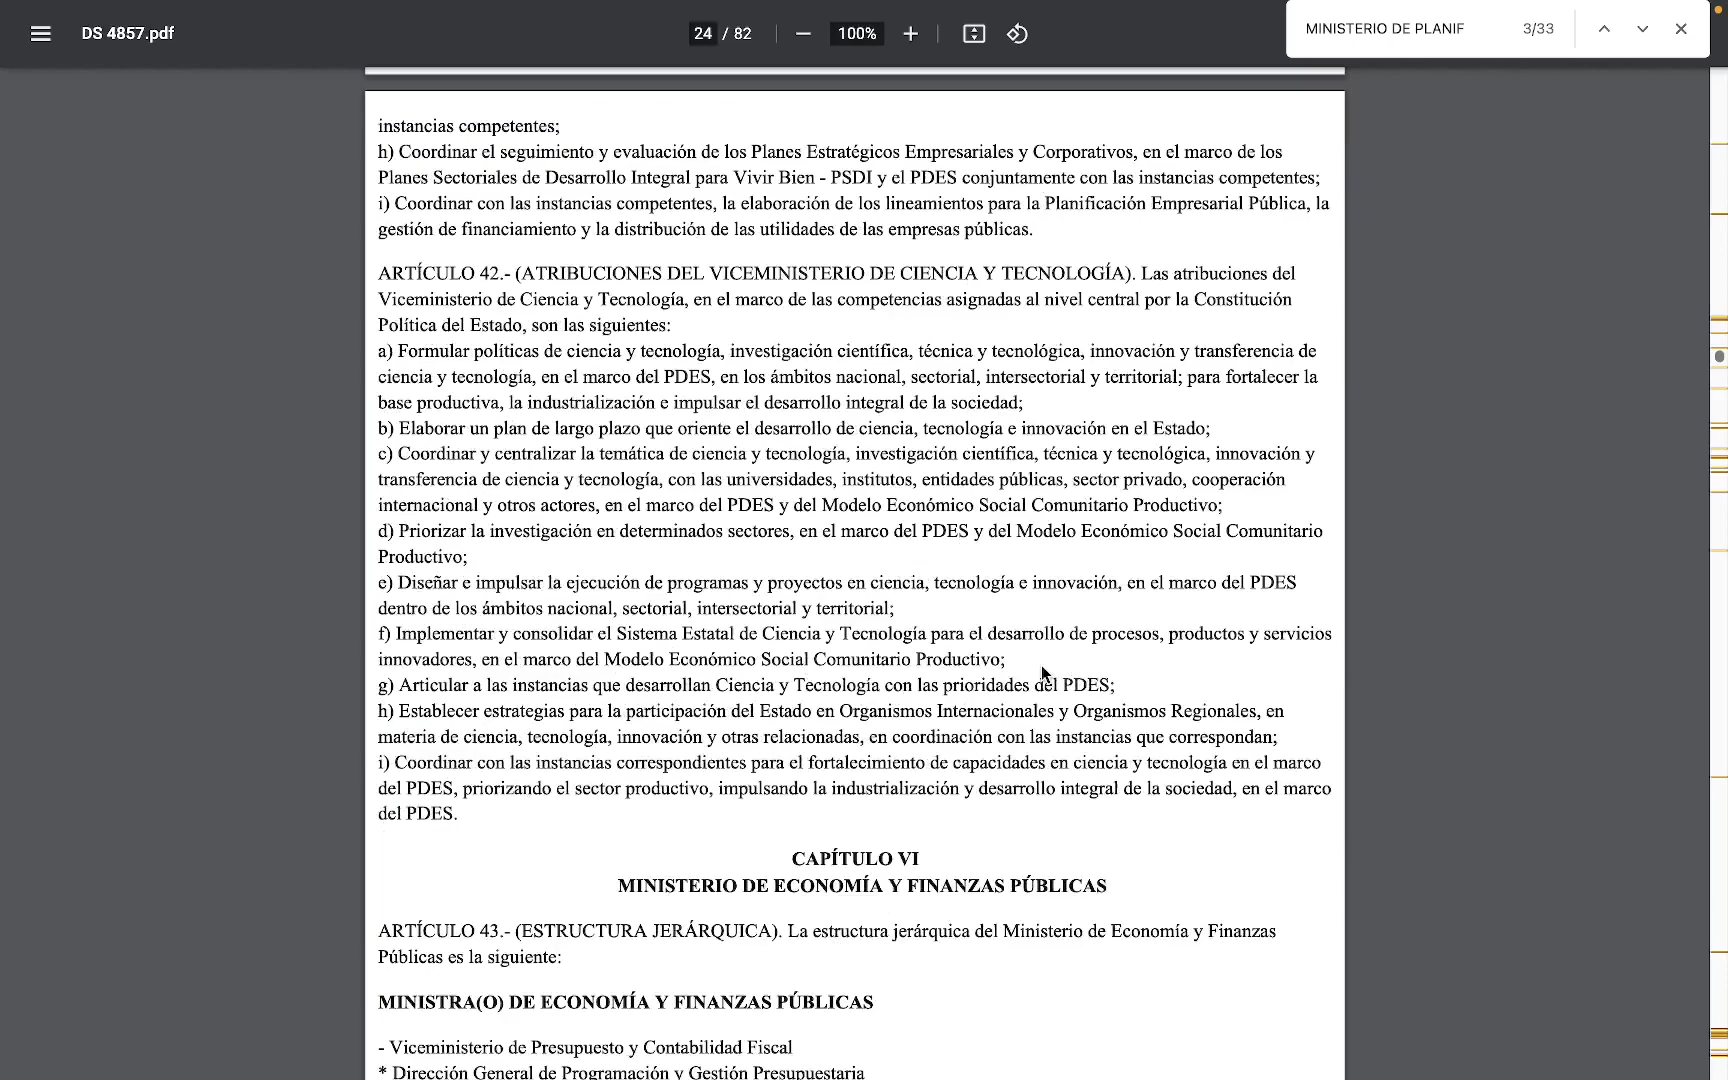 DS 4857.pdf
24 / 82
100%
MINISTERIO DE PLANIF
3/33
instancias competentes;
h) Coordinar el seguimiento y evaluación de los Planes Estratégicos Empresariales y Corporativos, en el marco de los
Planes Sectoriales de Desarrollo Integral para Vivir Bien - PSDI y el PDES conjuntamente con las instancias competentes;
i) Coordinar con las instancias competentes, la elaboración de los lineamientos para la Planificación Empresarial Pública, la
gestión de financiamiento y la distribución de las utilidades de las empresas públicas.
ARTÍCULO 42.- (ATRIBUCIONES DEL VICEMINISTERIO DE CIENCIA Y TECNOLOGÍA). Las atribuciones del
Viceministerio de Ciencia y Tecnología, en el marco de las competencias asignadas al nivel central por la Constitución
Política del Estado, son las siguientes:
a) Formular políticas de ciencia y tecnología, investigación científica, técnica y tecnológica, innovación y transferencia de
ciencia y tecnología, en el marco del PDES, en los ámbitos nacional, sectorial, intersectorial y territorial; para fortalecer la
base productiva, la industrialización e impulsar el desarrollo integral de la sociedad;
b) Elaborar un plan de largo plazo que oriente el desarrollo de ciencia, tecnología e innovación en el Estado;
c) Coordinar y centralizar la temática de ciencia y tecnología, investigación científica, técnica y tecnológica, innovación y
transferencia de ciencia y tecnología, con las universidades, institutos, entidades públicas, sector privado, cooperación
internacional y otros actores, en el marco del PDES y del Modelo Económico Social Comunitario Productivo;
d) Priorizar la investigación en determinados sectores, en el marco del PDES y del Modelo Económico Social Comunitario
Productivo;
e) Diseñar e impulsar la ejecución de programas y proyectos en ciencia, tecnología e innovación, en el marco del PDES
dentro de los ámbitos nacional, sectorial, intersectorial y territorial;
f) Implementar y consolidar el Sistema Estatal de Ciencia y Tecnología para el desarrollo de procesos, productos y servicios
innovadores, en el marco del Modelo Económico Social Comunitario Productivo;
g) Articular a las instancias que desarrollan Ciencia y Tecnología con las prioridades del PDES;
h) Establecer estrategias para la participación del Estado en Organismos Internacionales y Organismos Regionales, en
materia de ciencia, tecnología, innovación y otras relacionadas, en coordinación con las instancias que correspondan;
i) Coordinar con las instancias correspondientes para el fortalecimiento de capacidades en ciencia y tecnología en el marco
del PDES, priorizando el sector productivo, impulsando la industrialización y desarrollo integral de la sociedad, en el marco
del PDES.
CAPÍTULO VI
MINISTERIO DE ECONOMÍA Y FINANZAS PÚBLICAS
ARTÍCULO 43.- (ESTRUCTURA JERÁRQUICA). La estructura jerárquica del Ministerio de Economía y Finanzas
Públicas es la siguiente:
MINISTRA(O) DE ECONOMÍA Y FINANZAS PÚBLICAS
- Viceministerio de Presupuesto y Contabilidad Fiscal
* Dirección General de Programación y Gestión Presupuestaria